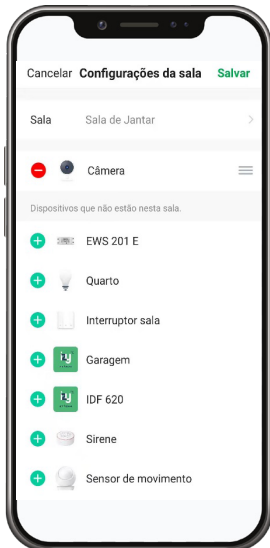 Cancelar Configurações da sala Salvar
Sala Sala de Jantar
Câmera
Dispositivos que não estão nesta sala.
EWS 201 E
Quarto
Interruptor sala
Garagem
IDF 620
Sirene
Sensor de movimento